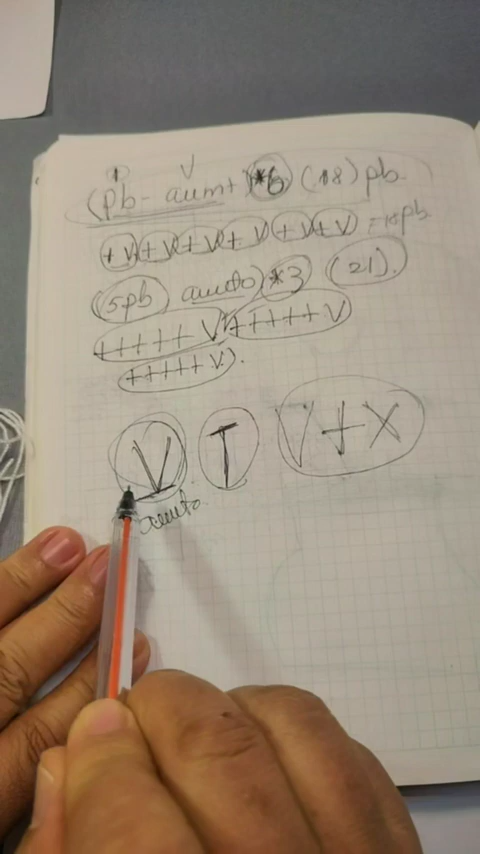 (pb - aumt) *6 (18) pb.
+V +V +V +V +V +V = 18pb.
(5pb) aumto) *3 (21).
+++++V +++++V
+++++V).
V T V + X
aumto.